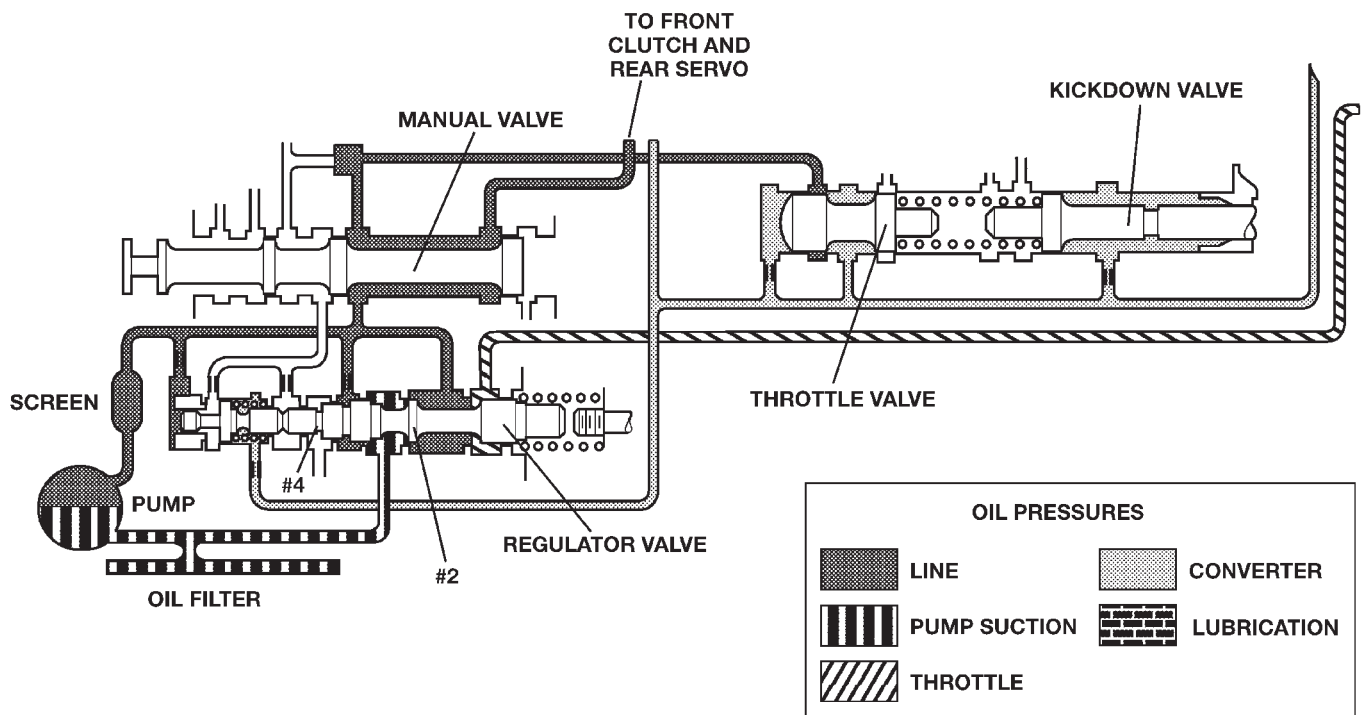 TO FRONT
CLUTCH AND
REAR SERVO
KICKDOWN VALVE
MANUAL VALVE
THROTTLE VALVE
SCREEN
#4
PUMP
REGULATOR VALVE
#2
OIL FILTER
OIL PRESSURES
LINE
CONVERTER
PUMP SUCTION
LUBRICATION
THROTTLE